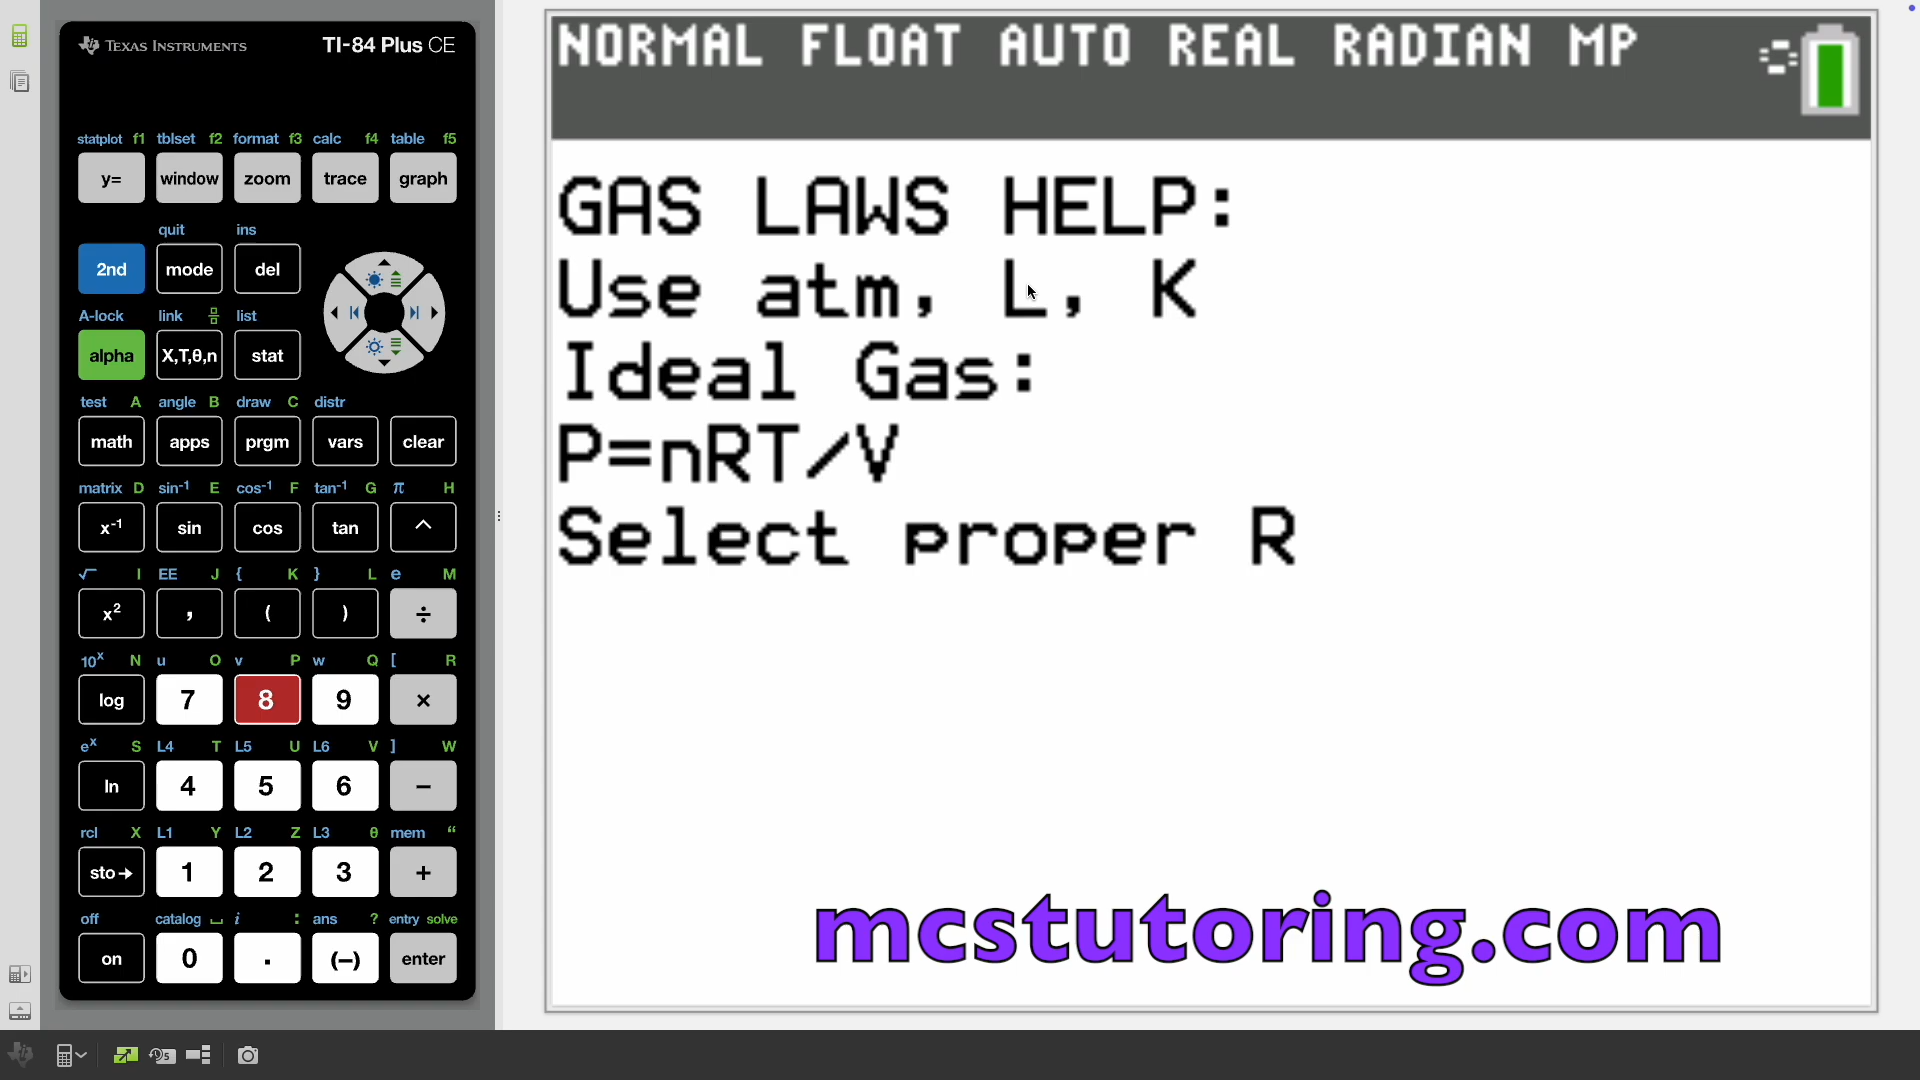 TEXAS INSTRUMENTS TI-84 Plus CE
statplot f1 tblset f2 format f3 calc f4 table f5
y= window zoom trace graph
quit ins
2nd mode del
A-lock link list
alpha X,T,θ,n stat
test A angle B draw C distr
math apps prgm vars clear
matrix D sin⁻¹ E cos⁻¹ F tan⁻¹ G π H
x⁻¹ sin cos tan ^
√ I EE J { K } L e M
x² , ( ) ÷
10ˣ N u O v P w Q [ R
log 7 8 9 ×
eˣ S L4 T L5 U L6 V ] W
ln 4 5 6 −
rcl X L1 Y L2 Z L3 θ mem “
sto→ 1 2 3 +
off catalog ⎵ i : ans ? entry solve
on 0 . (−) enter
NORMAL FLOAT AUTO REAL RADIAN MP
GAS LAWS HELP:
Use atm, L, K
Ideal Gas:
P=nRT/V
Select proper R
mcstutoring.com